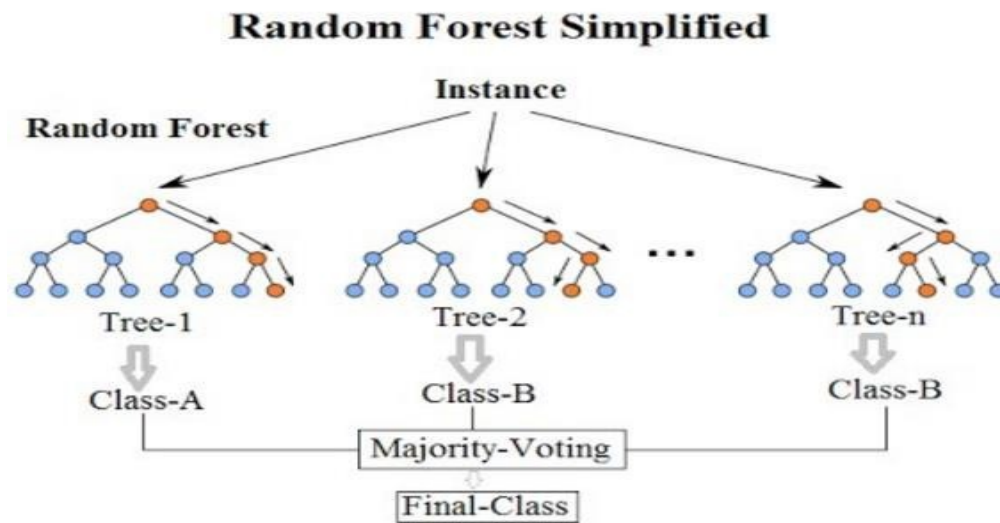 Random Forest Simplified
Instance
Random Forest
...
Tree-1
Tree-2
Tree-n
Class-A
Class-B
Class-B
Majority-Voting
Final-Class